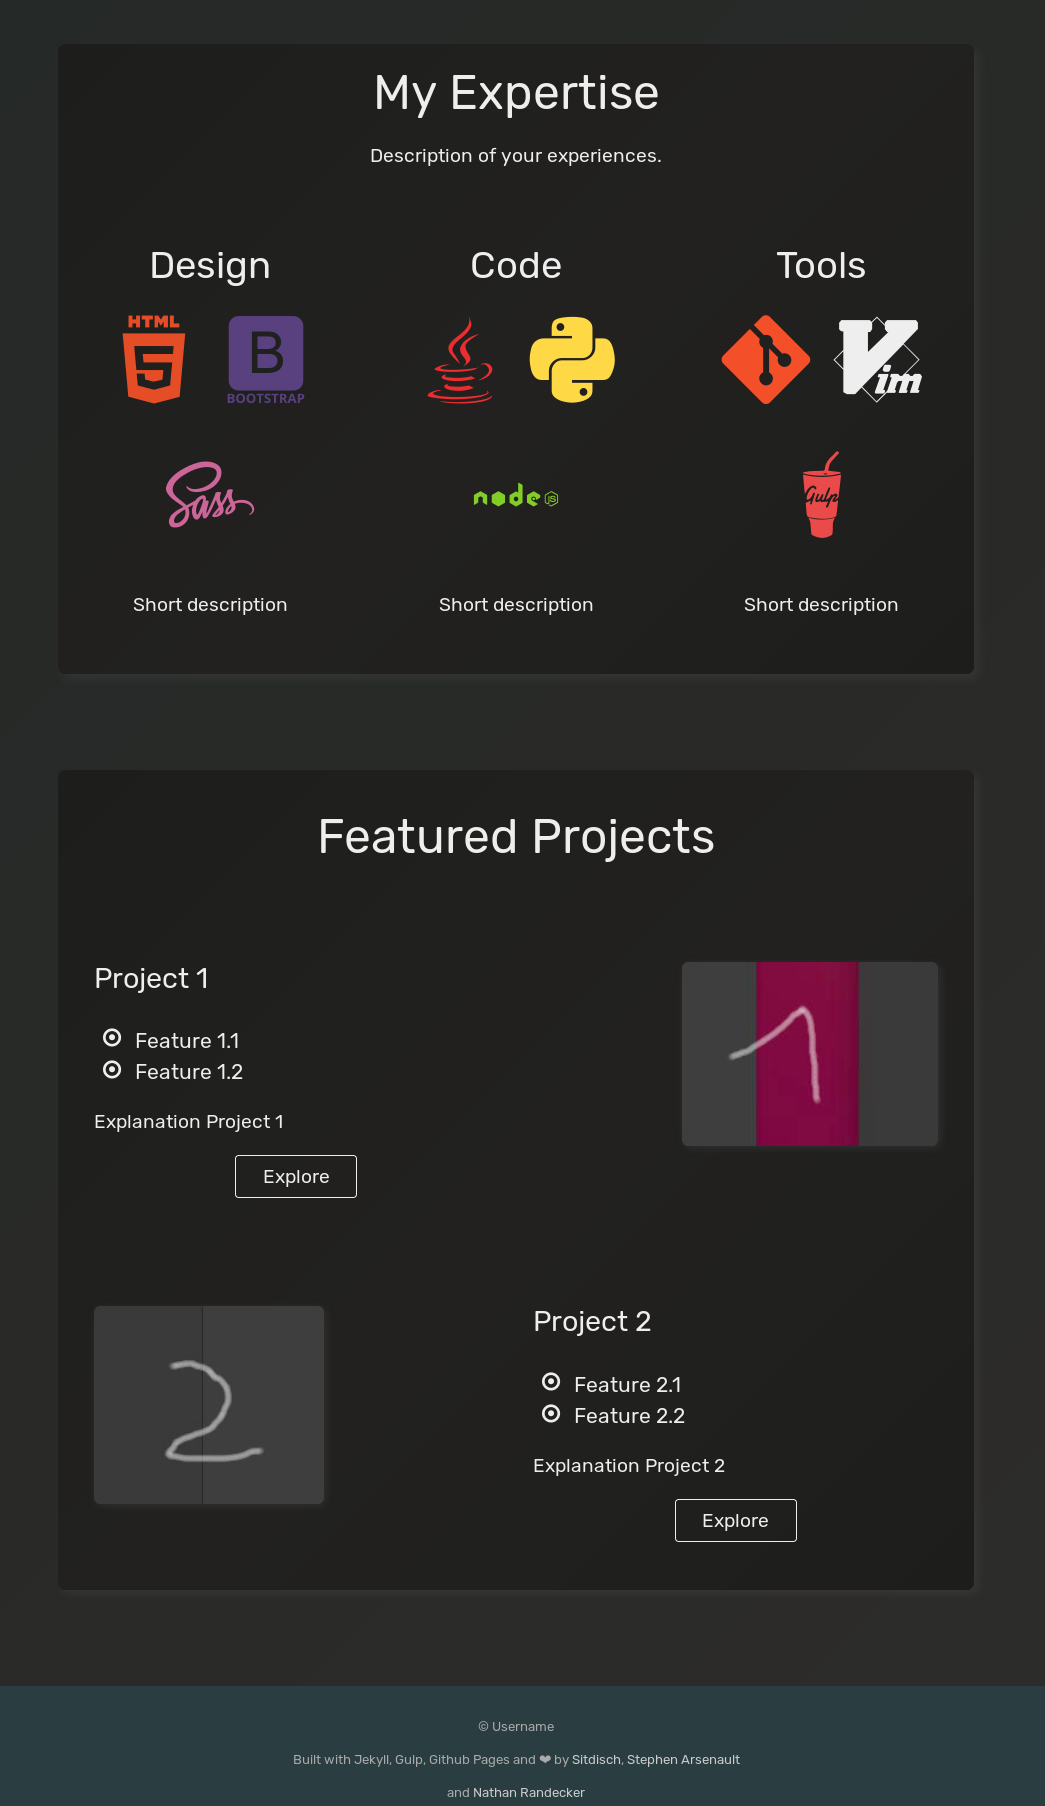 My Expertise
Description of your experiences.
Design
Code
Tools
HTML
5
B
BOOTSTRAP
Vim
Sass
node
JS
Gulp
Short description
Short description
Short description
Featured Projects
Project 1
Feature 1.1
Feature 1.2
Explanation Project 1
Explore
1
2
Project 2
Feature 2.1
Feature 2.2
Explanation Project 2
Explore
© Username
Built with Jekyll, Gulp, Github Pages and ❤ by Sitdisch, Stephen Arsenault
and Nathan Randecker